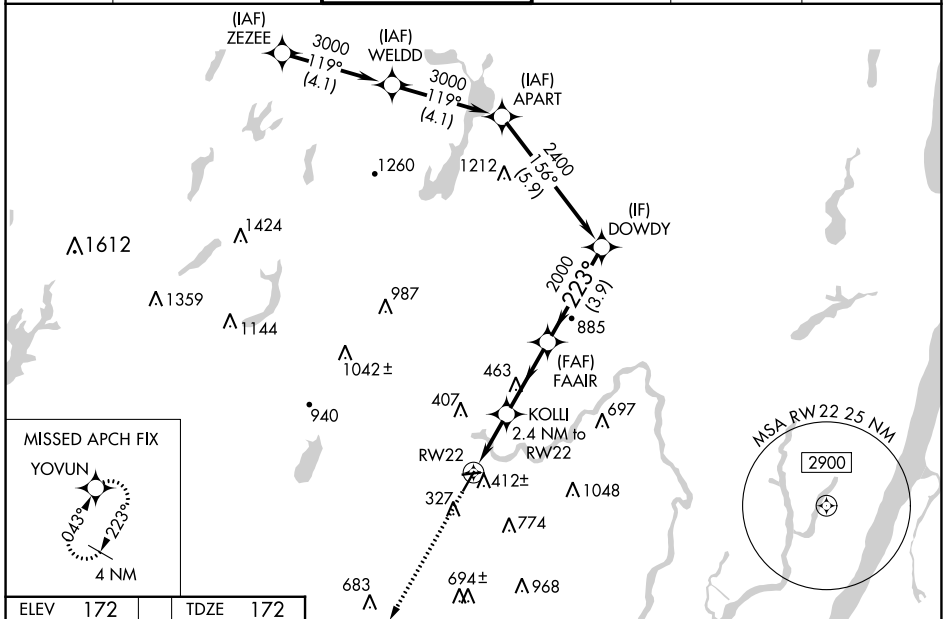 (IAF)
ZEZEE
3000
119°
(4.1)
(IAF)
WELDD
3000
119°
(4.1)
(IAF)
APART
1260
1212
2400
156°
(5.9)
(IF)
DOWDY
1424
1612
2000
223°
(3.9)
1359
987
1144
885
1042 ±
(FAF)
FAAIR
463
940
407
KOLLI
2.4 NM to
RW22
697
MISSED APCH FIX
YOVUN
043°
223°
4 NM
RW22
412±
327
1048
774
MSA RW 22 25 NM
2900
683
694 ±
968
ELEV 172 TDZE 172